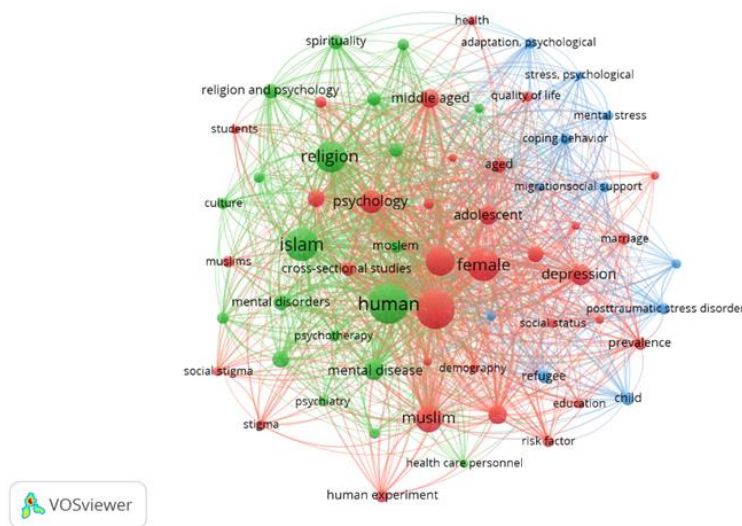 health
spirituality
adaptation, psychological
stress, psychological
religion and psychology
middle aged
quality of life
mental stress
students
coping behavior
religion
aged
psychology
migration
social support
culture
adolescent
islam
moslem
marriage
muslims
cross-sectional studies
female
depression
mental disorders
human
posttraumatic stress disorder
psychotherapy
social status
prevalence
social stigma
mental disease
demography
refugee
psychiatry
education
child
muslim
stigma
risk factor
health care personnel
human experiment
VOSviewer